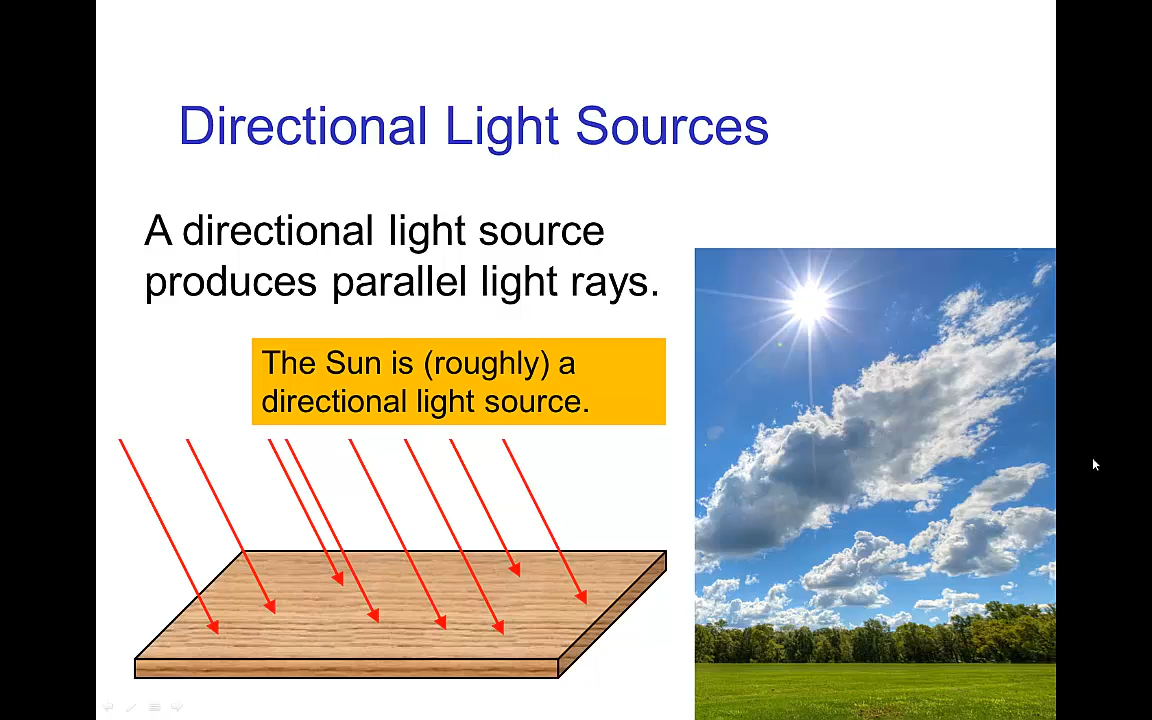 Directional Light Sources
A directional light source
produces parallel light rays.
The Sun is (roughly) a
directional light source.